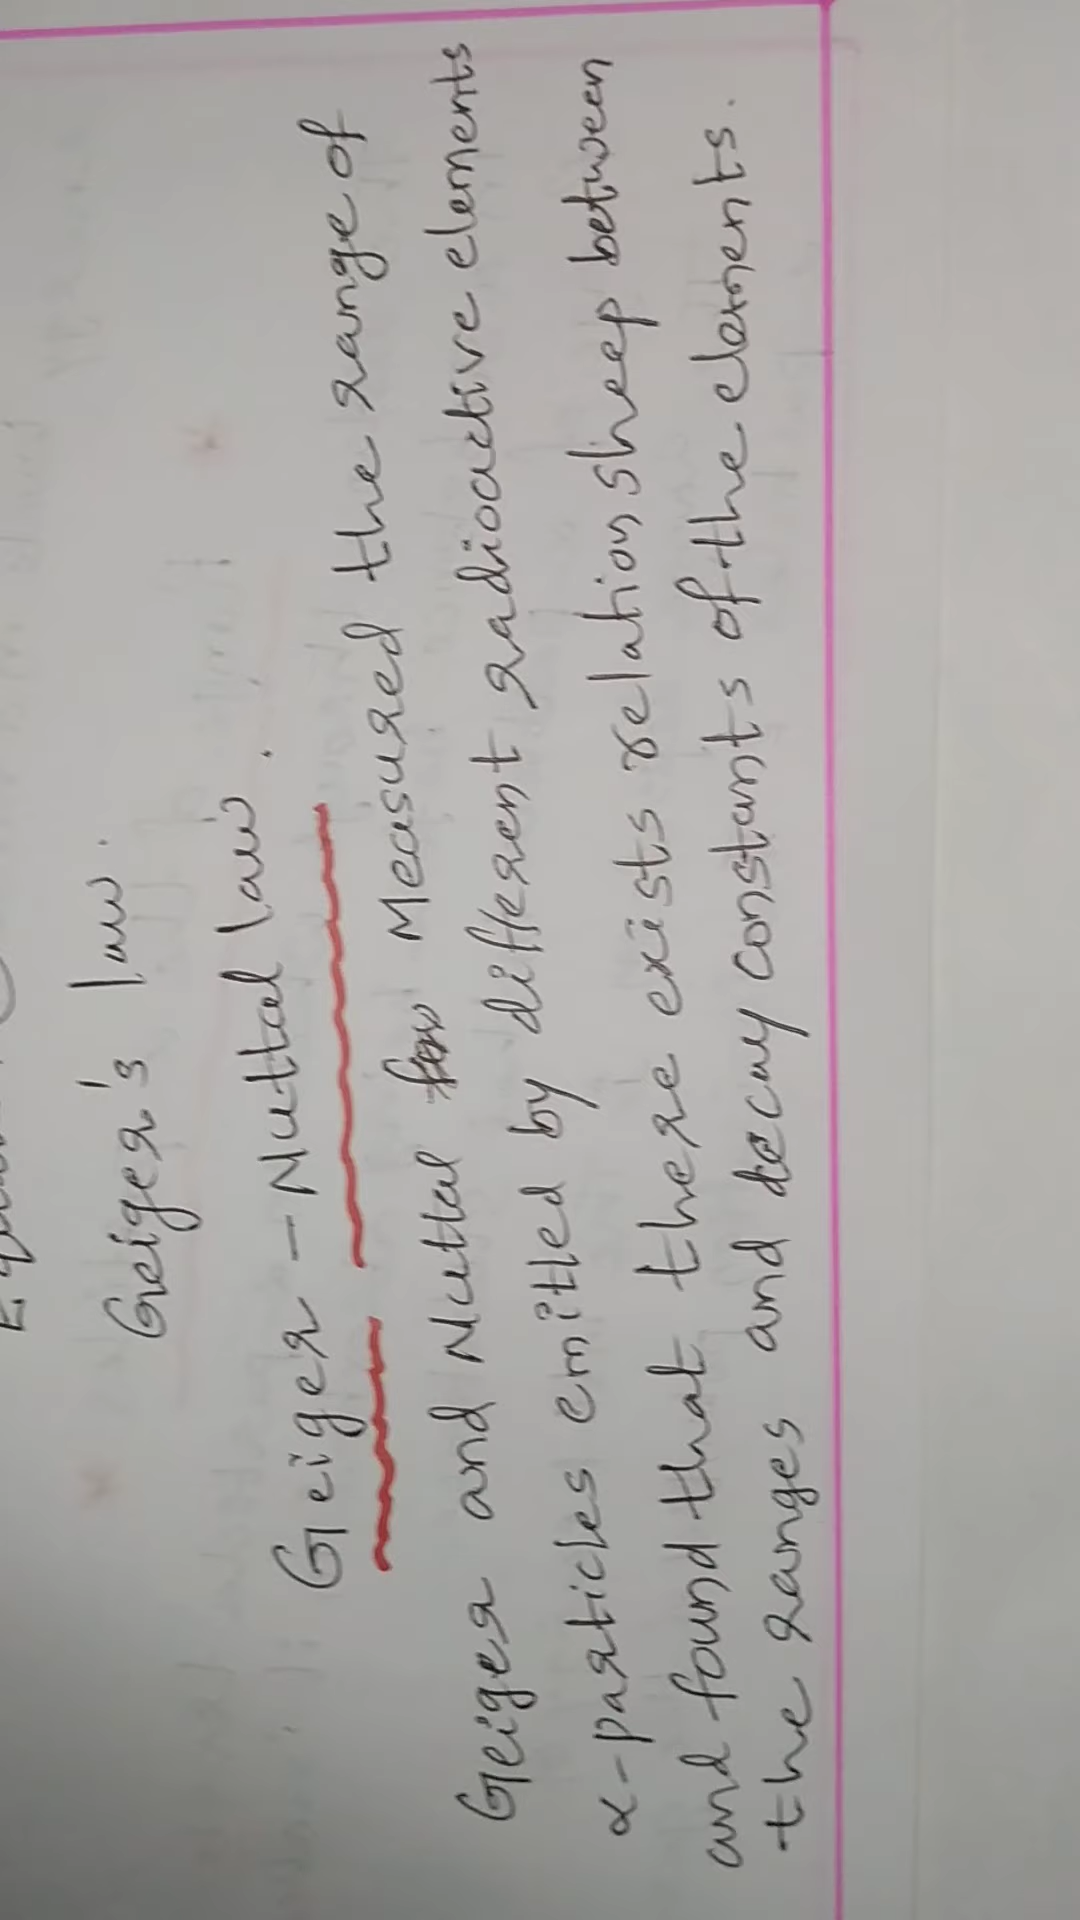 Geiger's law.
Geiger - Nuttal law.
Geiger and Nuttal Measured the range of
α-particles emitted by different radioactive elements
and found that there exists relationsheep between
the ranges and decay constants of the elements.